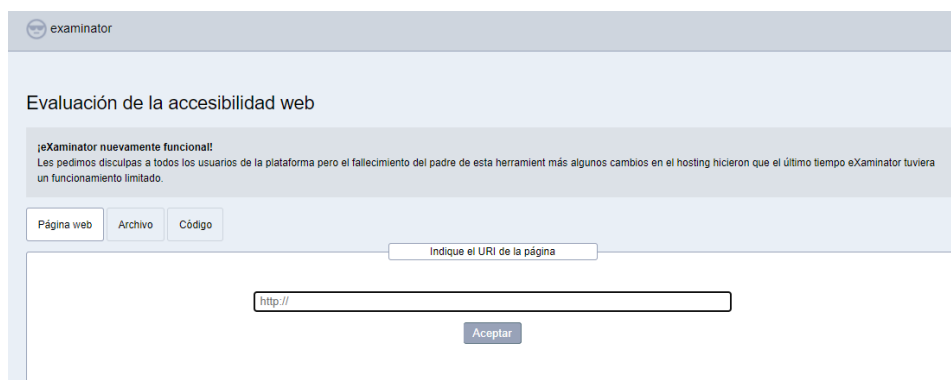 examinator
Evaluación de la accesibilidad web
¡eXaminator nuevamente funcional!
Les pedimos disculpas a todos los usuarios de la plataforma pero el fallecimiento del padre de esta herramient más algunos cambios en el hosting hicieron que el último tiempo eXaminator tuviera
un funcionamiento limitado.
Página web Archivo Código
Indique el URI de la página
http://
Aceptar